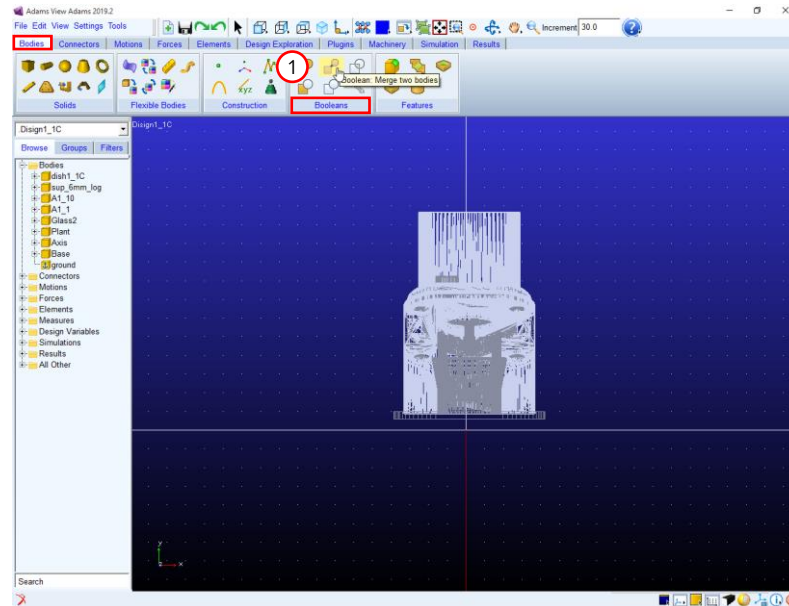 Adams View Adams 2019.2
File Edit View Settings Tools
Increment 30.0
Bodies Connectors Motions Forces Elements Design Exploration Plugins Machinery Simulation Results
1
Boolean: Merge two bodies
xyz
Solids Flexible Bodies Construction Booleans Features
.Disign1_1C
Disign1_1C
Browse Groups Filters
Bodies
dish1_1C
sup_6mm_log
A1_10
A1_1
Glass2
Plant
Axis
Base
ground
Connectors
Motions
Forces
Elements
Measures
Design Variables
Simulations
Results
All Other
y
z x
Search